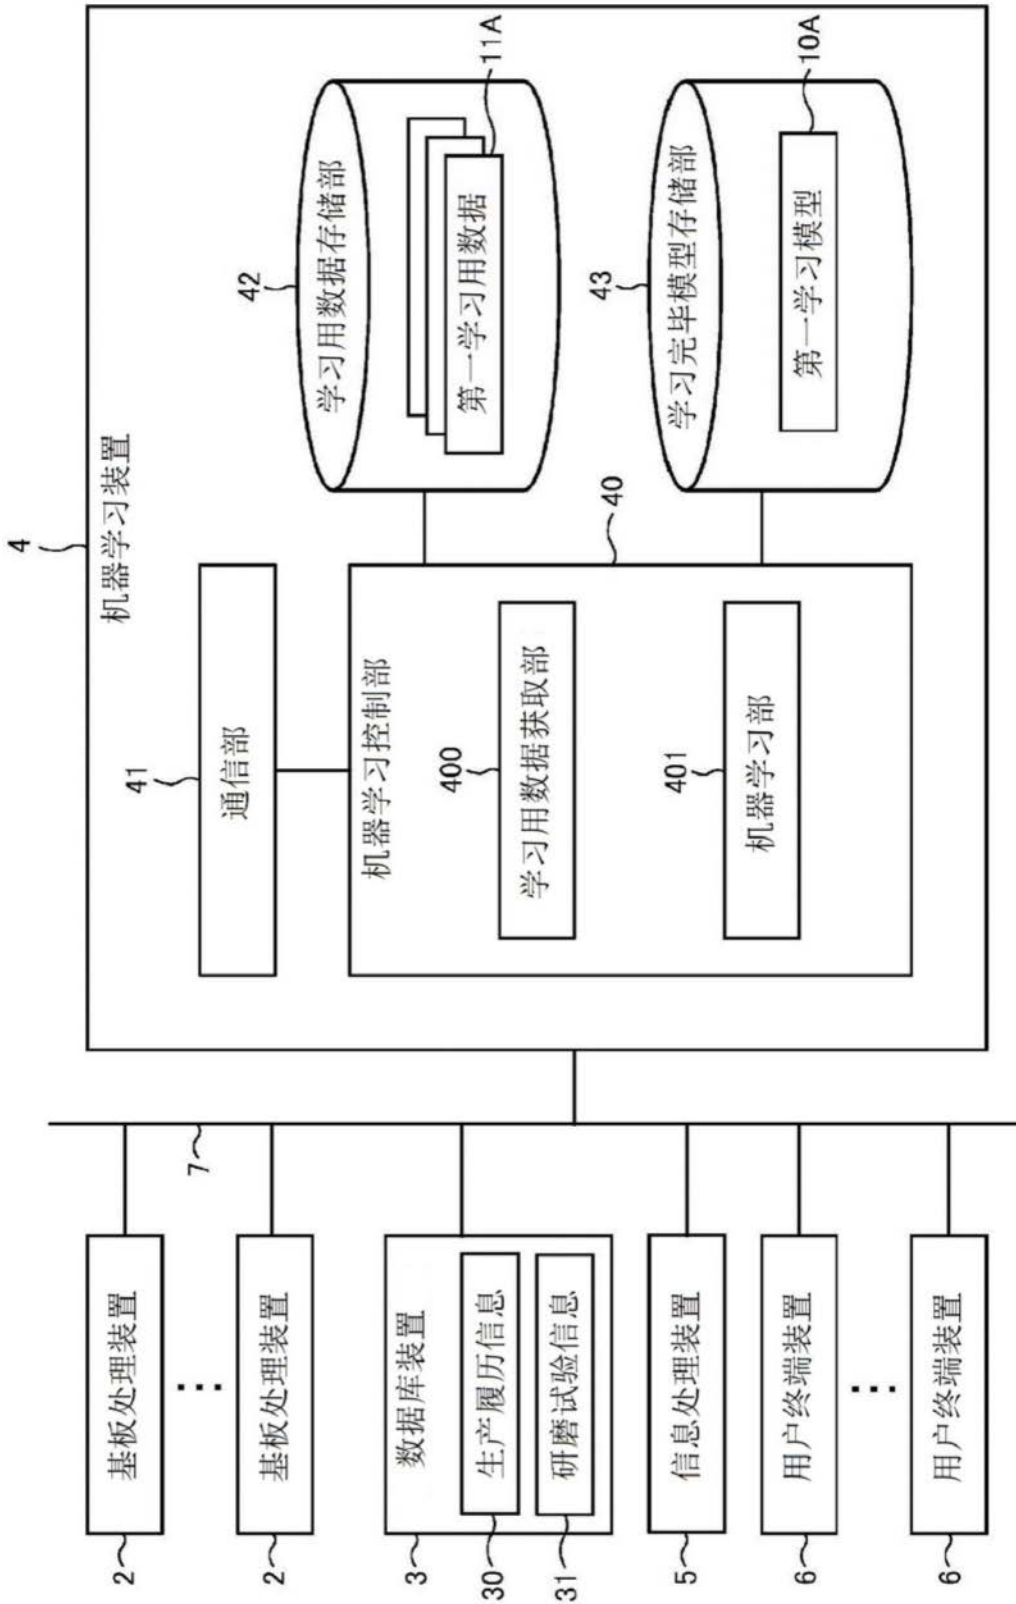 4
机器学习装置
41
通信部
42
学习用数据存储部
第一学习用数据
11A
机器学习控制部
40
400
学习用数据获取部
401
机器学习部
43
学习完毕模型存储部
第一学习模型
10A
7
基板处理装置
2
⋯
基板处理装置
2
数据库装置
3
生产履历信息
30
研磨试验信息
31
信息处理装置
5
用户终端装置
6
⋯
用户终端装置
6